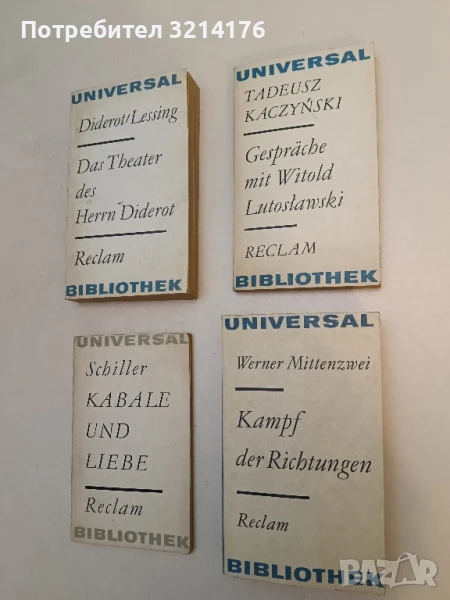 Потребител 3214176
UNIVERSAL
Diderot/Lessing
Das Theater
des
Herrn Diderot
Reclam
BIBLIOTHEK
UNIVERSAL
TADEUSZ
KACZYŃSKI
Gespräche
mit Witold
Lutosławski
RECLAM
BIBLIOTHEK
UNIVERSAL
Schiller
KABALE
UND
LIEBE
Reclam
BIBLIOTHEK
UNIVERSAL
Werner Mittenzwei
Kampf
der Richtungen
Reclam
BIBLIOTHEK
BAZAR